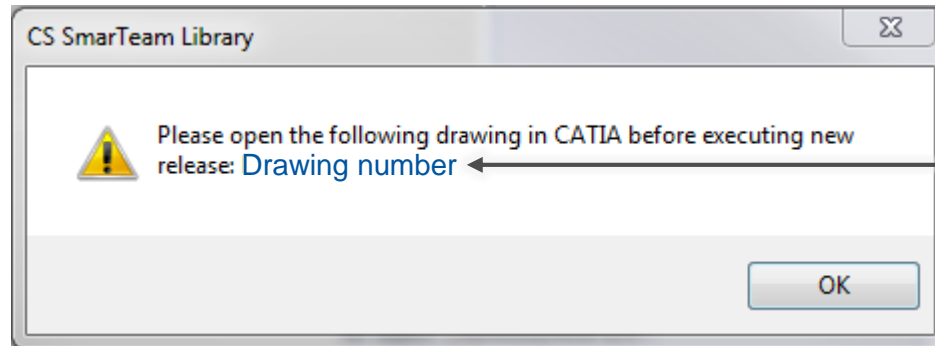 CS SmarTeam Library
Please open the following drawing in CATIA before executing new
release: Drawing number
OK